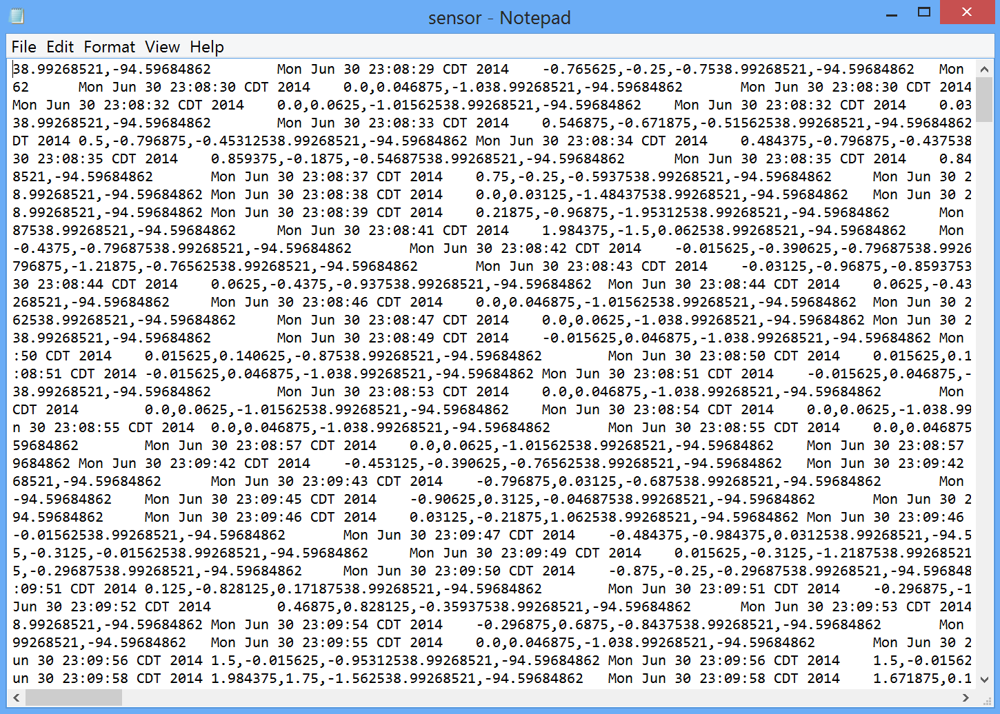 sensor - Notepad
File Edit Format View Help
38.99268521,-94.59684862 Mon Jun 30 23:08:29 CDT 2014 -0.765625,-0.25,-0.7538.99268521,-94.59684862 Mon
62 Mon Jun 30 23:08:30 CDT 2014 0.0,0.046875,-1.038.99268521,-94.59684862 Mon Jun 30 23:08:30 CDT 2014
Mon Jun 30 23:08:32 CDT 2014 0.0,0.0625,-1.01562538.99268521,-94.59684862 Mon Jun 30 23:08:32 CDT 2014 0.03
38.99268521,-94.59684862 Mon Jun 30 23:08:33 CDT 2014 0.546875,-0.671875,-0.51562538.99268521,-94.59684862
DT 2014 0.5,-0.796875,-0.45312538.99268521,-94.59684862 Mon Jun 30 23:08:34 CDT 2014 0.484375,-0.796875,-0.437538
30 23:08:35 CDT 2014 0.859375,-0.1875,-0.54687538.99268521,-94.59684862 Mon Jun 30 23:08:35 CDT 2014 0.84
8521,-94.59684862 Mon Jun 30 23:08:37 CDT 2014 0.75,-0.25,-0.5937538.99268521,-94.59684862 Mon Jun 30 2
8.99268521,-94.59684862 Mon Jun 30 23:08:38 CDT 2014 0.0,0.03125,-1.48437538.99268521,-94.59684862 Mon Jun 30 2
8.99268521,-94.59684862 Mon Jun 30 23:08:39 CDT 2014 0.21875,-0.96875,-1.95312538.99268521,-94.59684862 Mon
87538.99268521,-94.59684862 Mon Jun 30 23:08:41 CDT 2014 1.984375,-1.5,0.062538.99268521,-94.59684862 Mon
-0.4375,-0.79687538.99268521,-94.59684862 Mon Jun 30 23:08:42 CDT 2014 -0.015625,-0.390625,-0.79687538.9926
796875,-1.21875,-0.76562538.99268521,-94.59684862 Mon Jun 30 23:08:43 CDT 2014 -0.03125,-0.96875,-0.8593753
30 23:08:44 CDT 2014 0.0625,-0.4375,-0.937538.99268521,-94.59684862 Mon Jun 30 23:08:44 CDT 2014 0.0625,-0.43
268521,-94.59684862 Mon Jun 30 23:08:46 CDT 2014 0.0,0.046875,-1.01562538.99268521,-94.59684862 Mon Jun 30 2
62538.99268521,-94.59684862 Mon Jun 30 23:08:47 CDT 2014 0.0,0.0625,-1.038.99268521,-94.59684862 Mon Jun 30 2
38.99268521,-94.59684862 Mon Jun 30 23:08:49 CDT 2014 -0.015625,0.046875,-1.038.99268521,-94.59684862 Mon
:50 CDT 2014 0.015625,0.140625,-0.87538.99268521,-94.59684862 Mon Jun 30 23:08:50 CDT 2014 0.015625,0.1
:08:51 CDT 2014 -0.015625,0.046875,-1.038.99268521,-94.59684862 Mon Jun 30 23:08:51 CDT 2014 -0.015625,0.046875,-
38.99268521,-94.59684862 Mon Jun 30 23:08:53 CDT 2014 0.0,0.046875,-1.038.99268521,-94.59684862 Mon
CDT 2014 0.0,0.0625,-1.01562538.99268521,-94.59684862 Mon Jun 30 23:08:54 CDT 2014 0.0,0.0625,-1.038.99
n 30 23:08:55 CDT 2014 0.0,0.046875,-1.038.99268521,-94.59684862 Mon Jun 30 23:08:55 CDT 2014 0.0,0.046875
59684862 Mon Jun 30 23:08:57 CDT 2014 0.0,0.0625,-1.01562538.99268521,-94.59684862 Mon Jun 30 23:08:57
9684862 Mon Jun 30 23:09:42 CDT 2014 -0.453125,-0.390625,-0.76562538.99268521,-94.59684862 Mon Jun 30 23:09:42
68521,-94.59684862 Mon Jun 30 23:09:43 CDT 2014 -0.796875,0.03125,-0.687538.99268521,-94.59684862 Mon
-94.59684862 Mon Jun 30 23:09:45 CDT 2014 -0.90625,0.3125,-0.04687538.99268521,-94.59684862 Mon Jun 30 2
94.59684862 Mon Jun 30 23:09:46 CDT 2014 0.03125,-0.21875,1.062538.99268521,-94.59684862 Mon Jun 30 23:09:46
-0.01562538.99268521,-94.59684862 Mon Jun 30 23:09:47 CDT 2014 -0.484375,-0.984375,0.0312538.99268521,-94.5
5,-0.3125,-0.01562538.99268521,-94.59684862 Mon Jun 30 23:09:49 CDT 2014 0.015625,-0.3125,-1.2187538.99268521
5,-0.29687538.99268521,-94.59684862 Mon Jun 30 23:09:50 CDT 2014 -0.875,-0.25,-0.29687538.99268521,-94.596848
:09:51 CDT 2014 0.125,-0.828125,0.17187538.99268521,-94.59684862 Mon Jun 30 23:09:51 CDT 2014 -0.296875,-1
Jun 30 23:09:52 CDT 2014 0.46875,0.828125,-0.35937538.99268521,-94.59684862 Mon Jun 30 23:09:53 CDT 2014
8.99268521,-94.59684862 Mon Jun 30 23:09:54 CDT 2014 -0.296875,0.6875,-0.8437538.99268521,-94.59684862 Mon
99268521,-94.59684862 Mon Jun 30 23:09:55 CDT 2014 0.0,0.046875,-1.038.99268521,-94.59684862 Mon Jun 30 2
un 30 23:09:56 CDT 2014 1.5,-0.015625,-0.95312538.99268521,-94.59684862 Mon Jun 30 23:09:56 CDT 2014 1.5,-0.01562
un 30 23:09:58 CDT 2014 1.984375,1.75,-1.562538.99268521,-94.59684862 Mon Jun 30 23:09:58 CDT 2014 1.671875,0.1